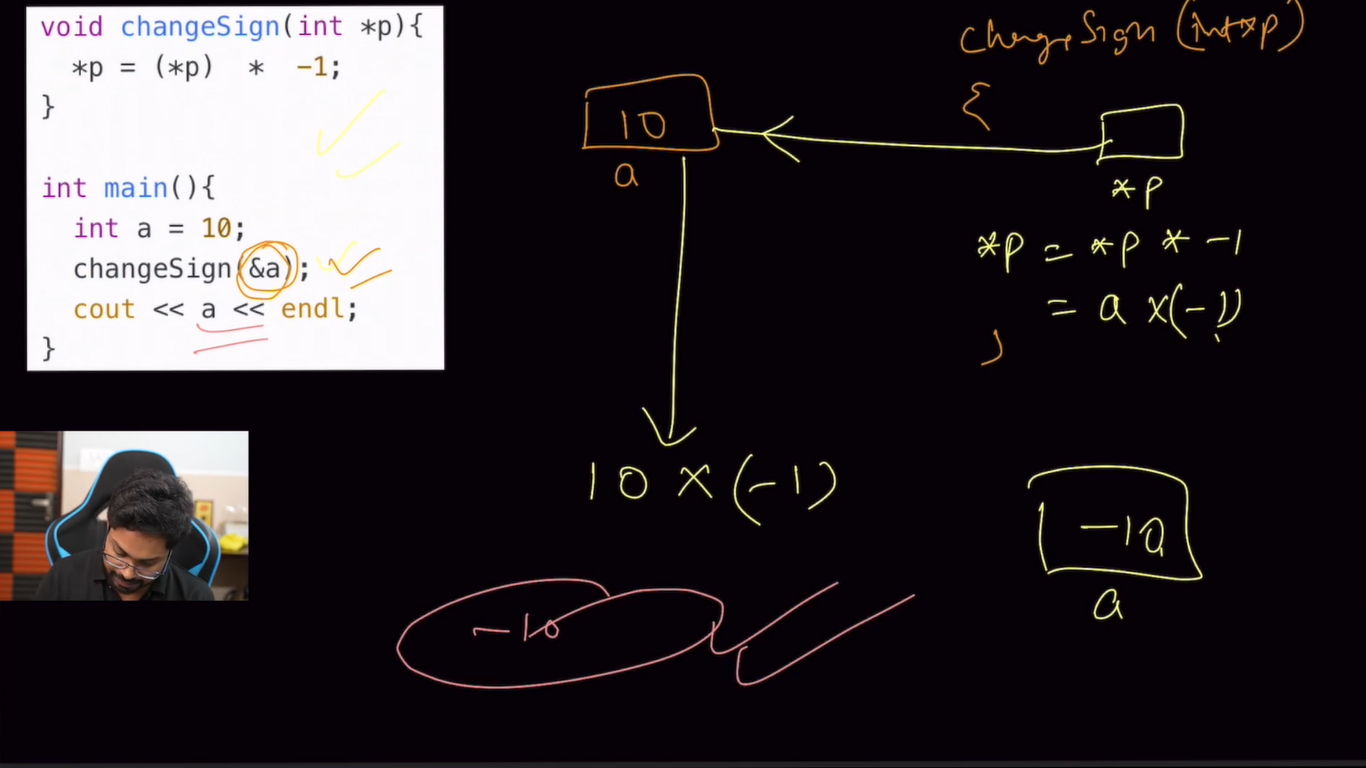 void changeSign(int *p){
*p = (*p) * -1;
}
int main(){
int a = 10;
changeSign(&a);
cout << a << endl;
}
changeSign (int *p)
{
10
a
*p
*p = *p * -1
= a x(-1)
}
10 x (-1)
-10
a
-10